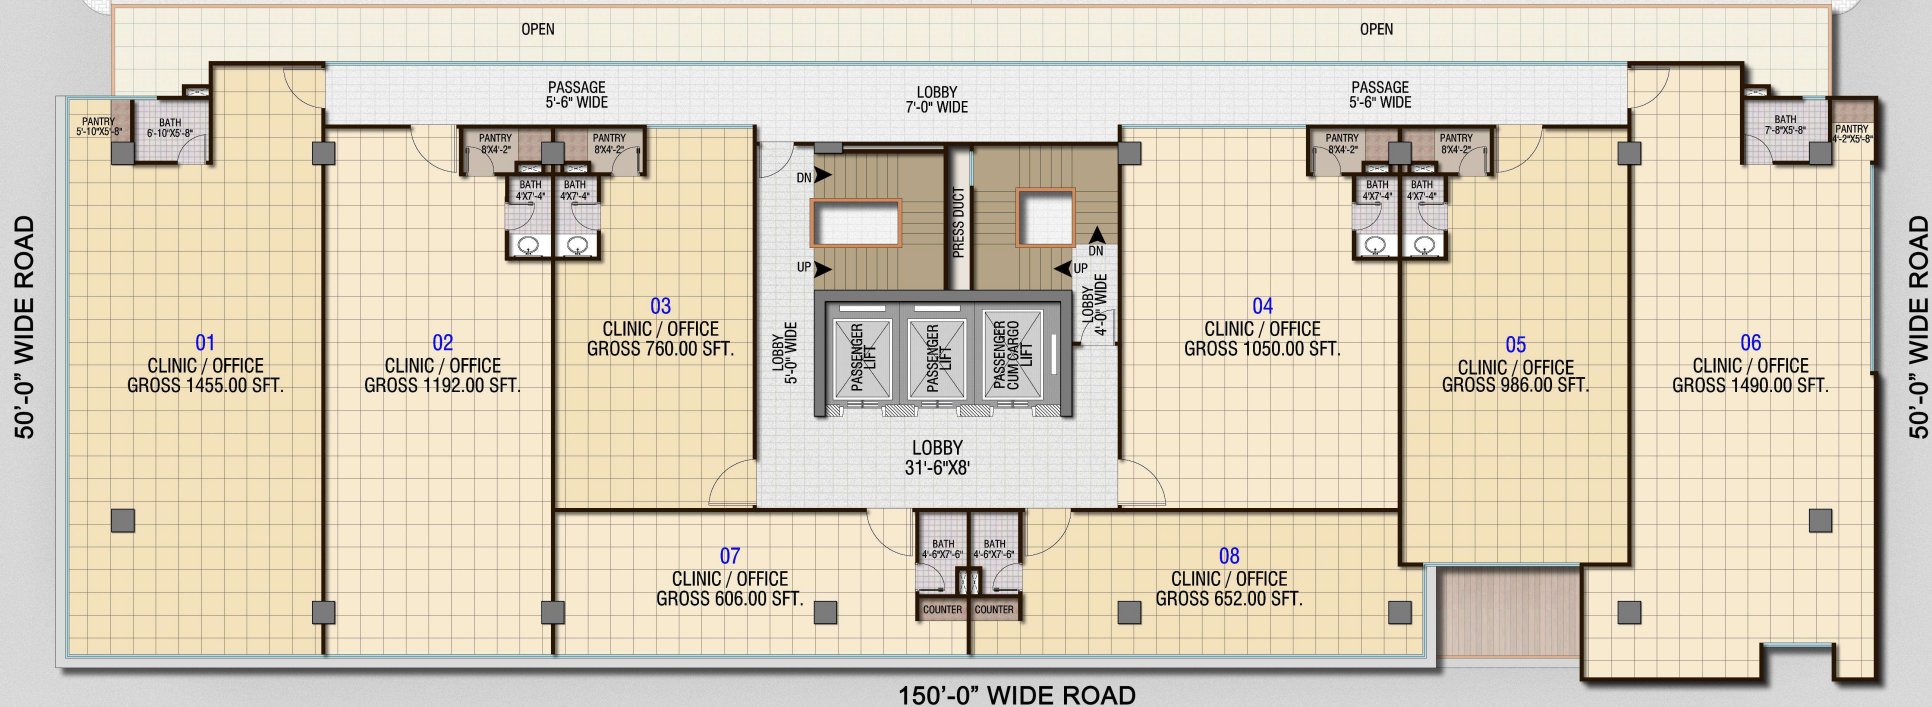 OPEN
OPEN
PASSAGE
5'-6" WIDE
LOBBY
7'-0" WIDE
PASSAGE
5'-6" WIDE
PANTRY
5'-10"X5'-8"
BATH
6'-10"X5'-8"
PANTRY
8'X4'-2"
PANTRY
8'X4'-2"
PANTRY
8'X4'-2"
PANTRY
8'X4'-2"
BATH
7'-8"X5'-8"
PANTRY
4'-2"X5'-8"
BATH
4'X7'-4"
BATH
4'X7'-4"
DN
UP
PRESS DUCT
DN
UP
LOBBY
4'-0" WIDE
BATH
4'X7'-4"
BATH
4'X7'-4"
50'-0" WIDE ROAD
01
CLINIC / OFFICE
GROSS 1455.00 SFT.
02
CLINIC / OFFICE
GROSS 1192.00 SFT.
03
CLINIC / OFFICE
GROSS 760.00 SFT.
LOBBY
5'-0" WIDE
PASSENGER
LIFT
PASSENGER
LIFT
PASSENGER
CUM CARGO
LIFT
04
CLINIC / OFFICE
GROSS 1050.00 SFT.
05
CLINIC / OFFICE
GROSS 986.00 SFT.
06
CLINIC / OFFICE
GROSS 1490.00 SFT.
50'-0" WIDE ROAD
LOBBY
31'-6"X8'
07
CLINIC / OFFICE
GROSS 606.00 SFT.
BATH
4'-6"X7'-6"
BATH
4'-6"X7'-6"
COUNTER
COUNTER
08
CLINIC / OFFICE
GROSS 652.00 SFT.
150'-0" WIDE ROAD